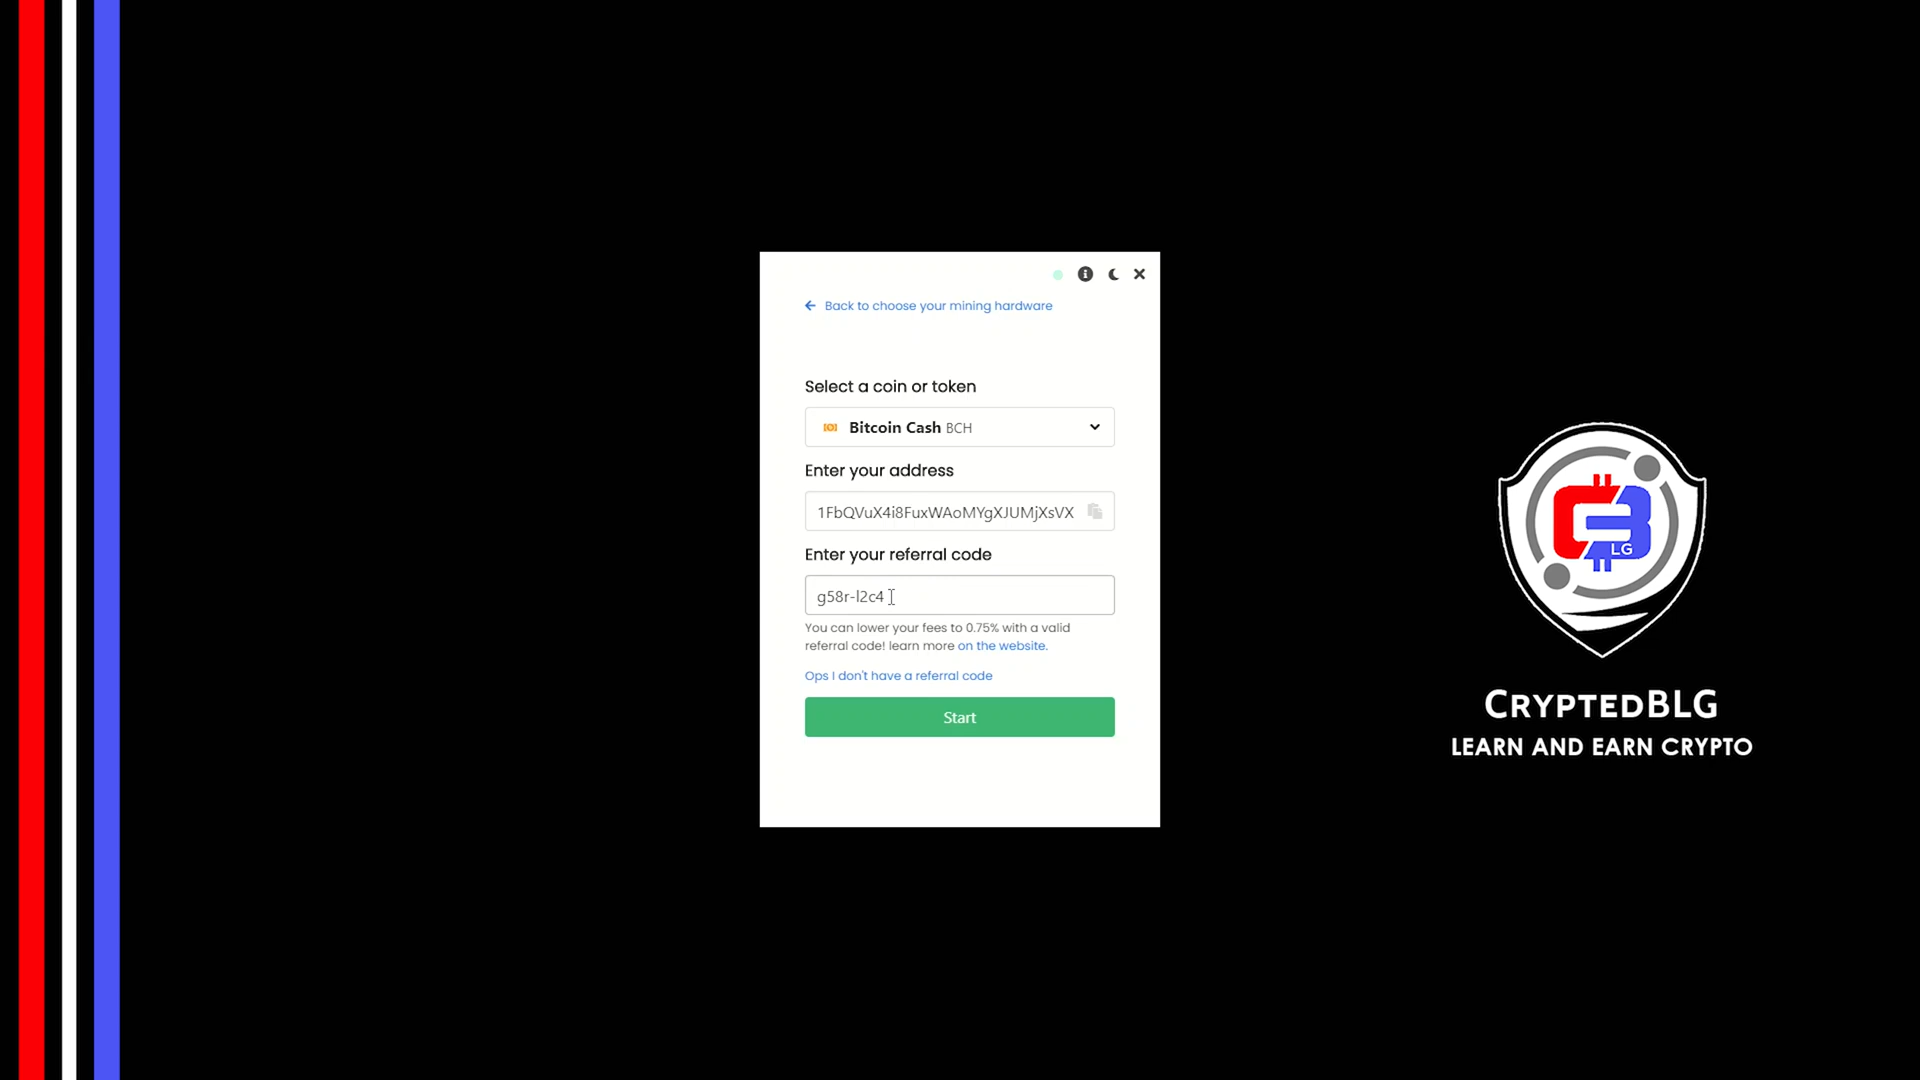 Back to choose your mining hardware
Select a coin or token
Bitcoin Cash BCH
Enter your address
1FbQVuX4i8FuxWAoMYgXJUMjXsVX
Enter your referral code
g58r-l2c4
You can lower your fees to 0.75% with a valid
referral code! learn more on the website.
Ops I don't have a referral code
Start
LG
CRYPTEDBLG
LEARN AND EARN CRYPTO